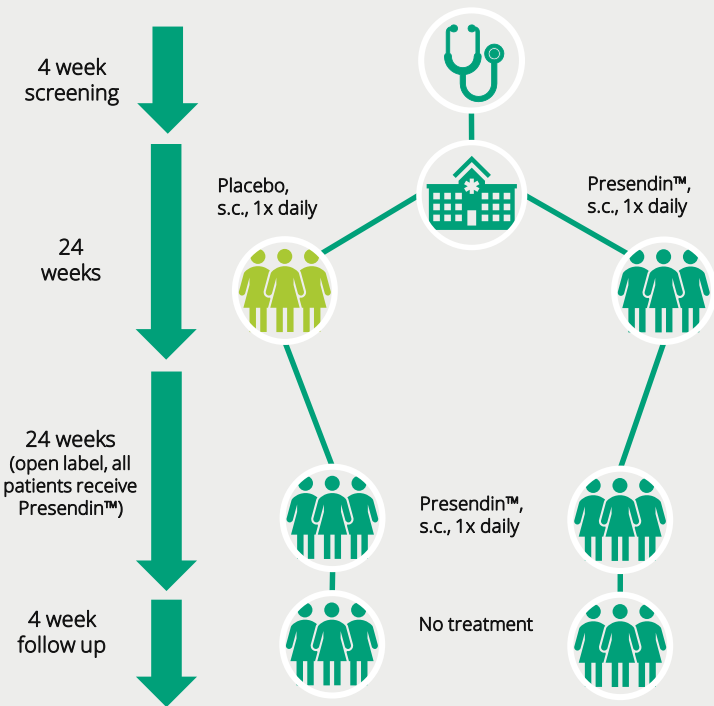 4 week
screening
Placebo,
s.c., 1x daily
Presendin™,
s.c., 1x daily
24
weeks
24 weeks
(open label, all
patients receive
Presendin™)
Presendin™,
s.c., 1x daily
4 week
follow up
No treatment